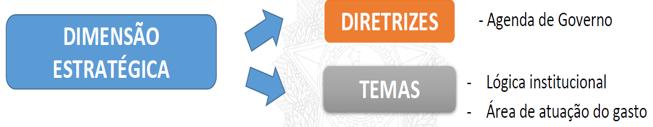 DIMENSÃO
ESTRATÉGICA
DIRETRIZES
- Agenda de Governo
TEMAS
- Lógica institucional
- Área de atuação do gasto